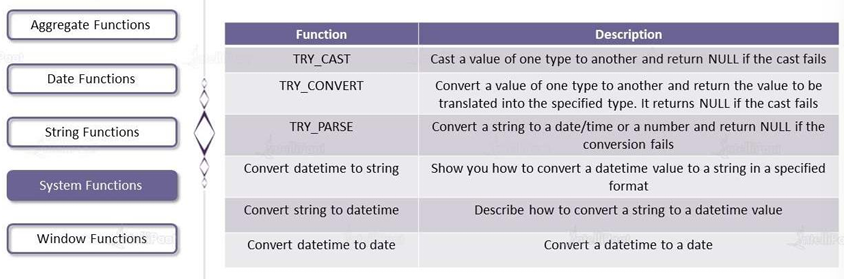 Aggregate Functions
Date Functions
String Functions
System Functions
Window Functions
Function Description
TRY_CAST Cast a value of one type to another and return NULL if the cast fails
TRY_CONVERT Convert a value of one type to another and return the value to be
translated into the specified type. It returns NULL if the cast fails
TRY_PARSE Convert a string to a date/time or a number and return NULL if the
conversion fails
Convert datetime to string Show you how to convert a datetime value to a string in a specified
format
Convert string to datetime Describe how to convert a string to a datetime value
Convert datetime to date Convert a datetime to a date